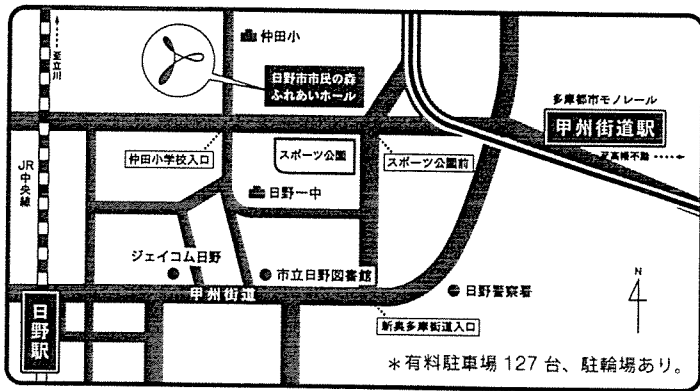 至立川
仲田小
日野市市民の森
ふれあいホール
多摩都市モノレール
甲州街道駅
至高幡不動
仲田小学校入口
スポーツ公園
スポーツ公園前
JR中央線
日野一中
ジェイコム日野
市立日野図書館
甲州街道
日野警察署
N
日野駅
新奥多摩街道入口
＊有料駐車場 127 台、駐輪場あり。